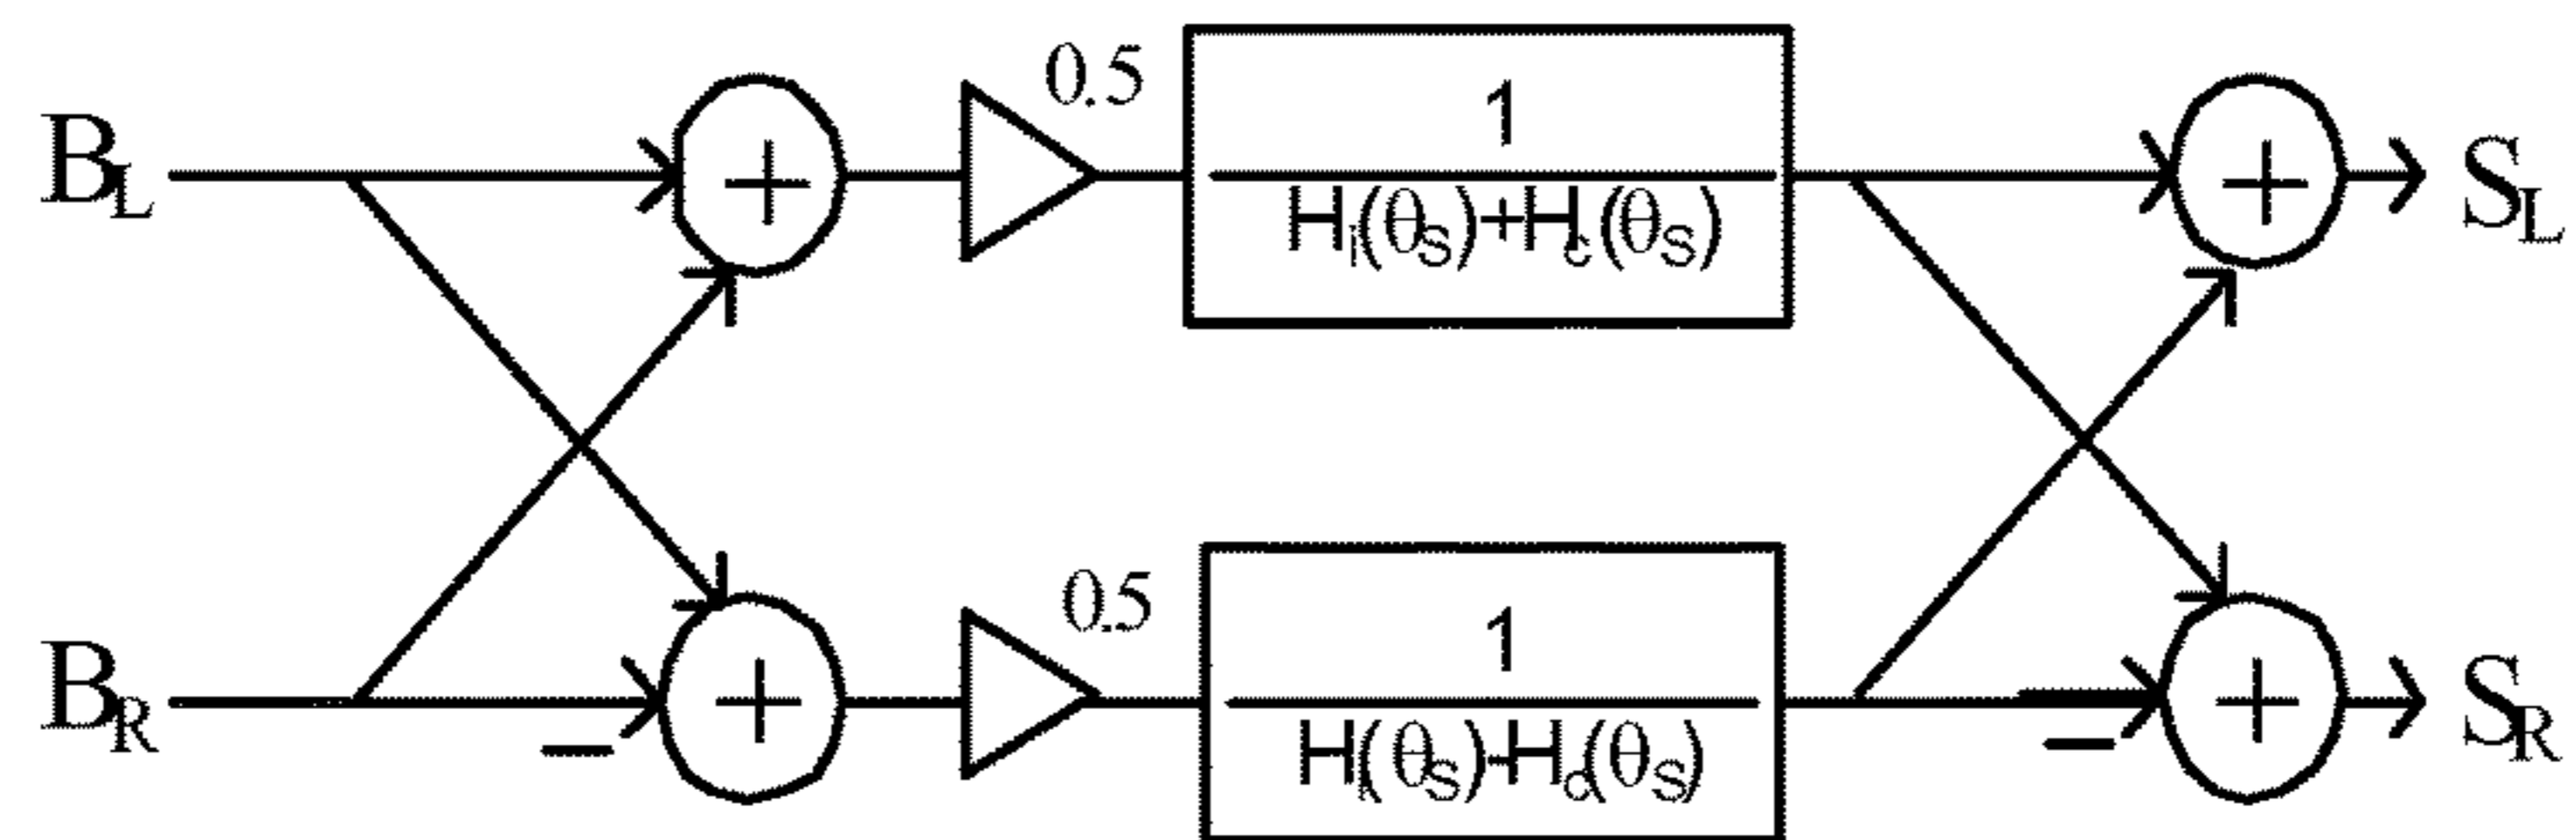 B_L 0.5 1 S_L
H_i(θ_S)+H_c(θ_S)
+ +
B_R 0.5 1 S_R
H_i(θ_S)-H_c(θ_S)
- + - +